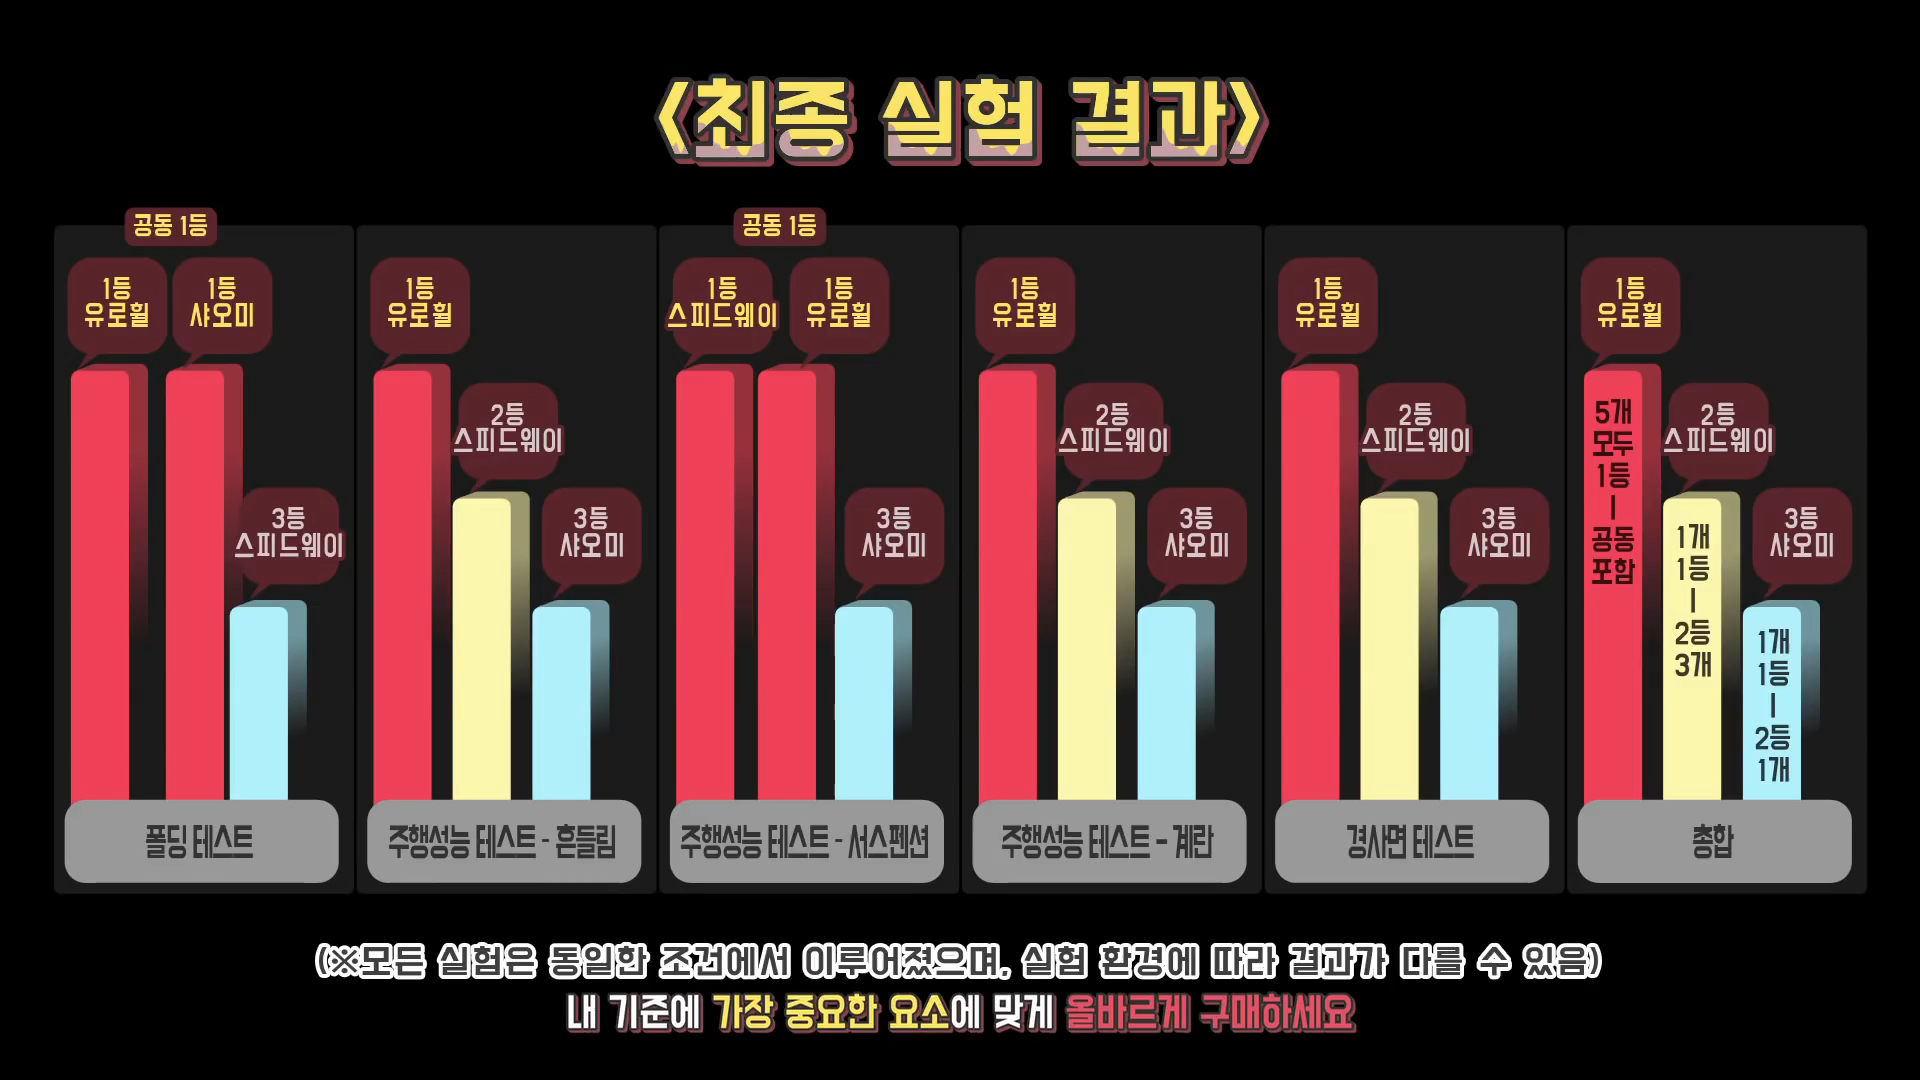 <최종 실험 결과>
공동 1등
1등
유로휠
1등
샤오미
3등
스피드웨이
폴딩 테스트
1등
유로휠
2등
스피드웨이
3등
샤오미
주행성능 테스트 - 흔들림
공동 1등
1등
스피드웨이
1등
유로휠
3등
샤오미
주행성능 테스트 - 서스펜션
1등
유로휠
2등
스피드웨이
3등
샤오미
주행성능 테스트 - 계란
1등
유로휠
2등
스피드웨이
3등
샤오미
경사면 테스트
1등
유로휠
5개
모두
1등
|
공동
포함
2등
스피드웨이
1개
1등
|
2등
3개
3등
샤오미
1개
1등
|
2등
1개
총합
(※모든 실험은 동일한 조건에서 이루어졌으며, 실험 환경에 따라 결과가 다를 수 있음)
내 기준에 가장 중요한 요소에 맞게 올바르게 구매하세요